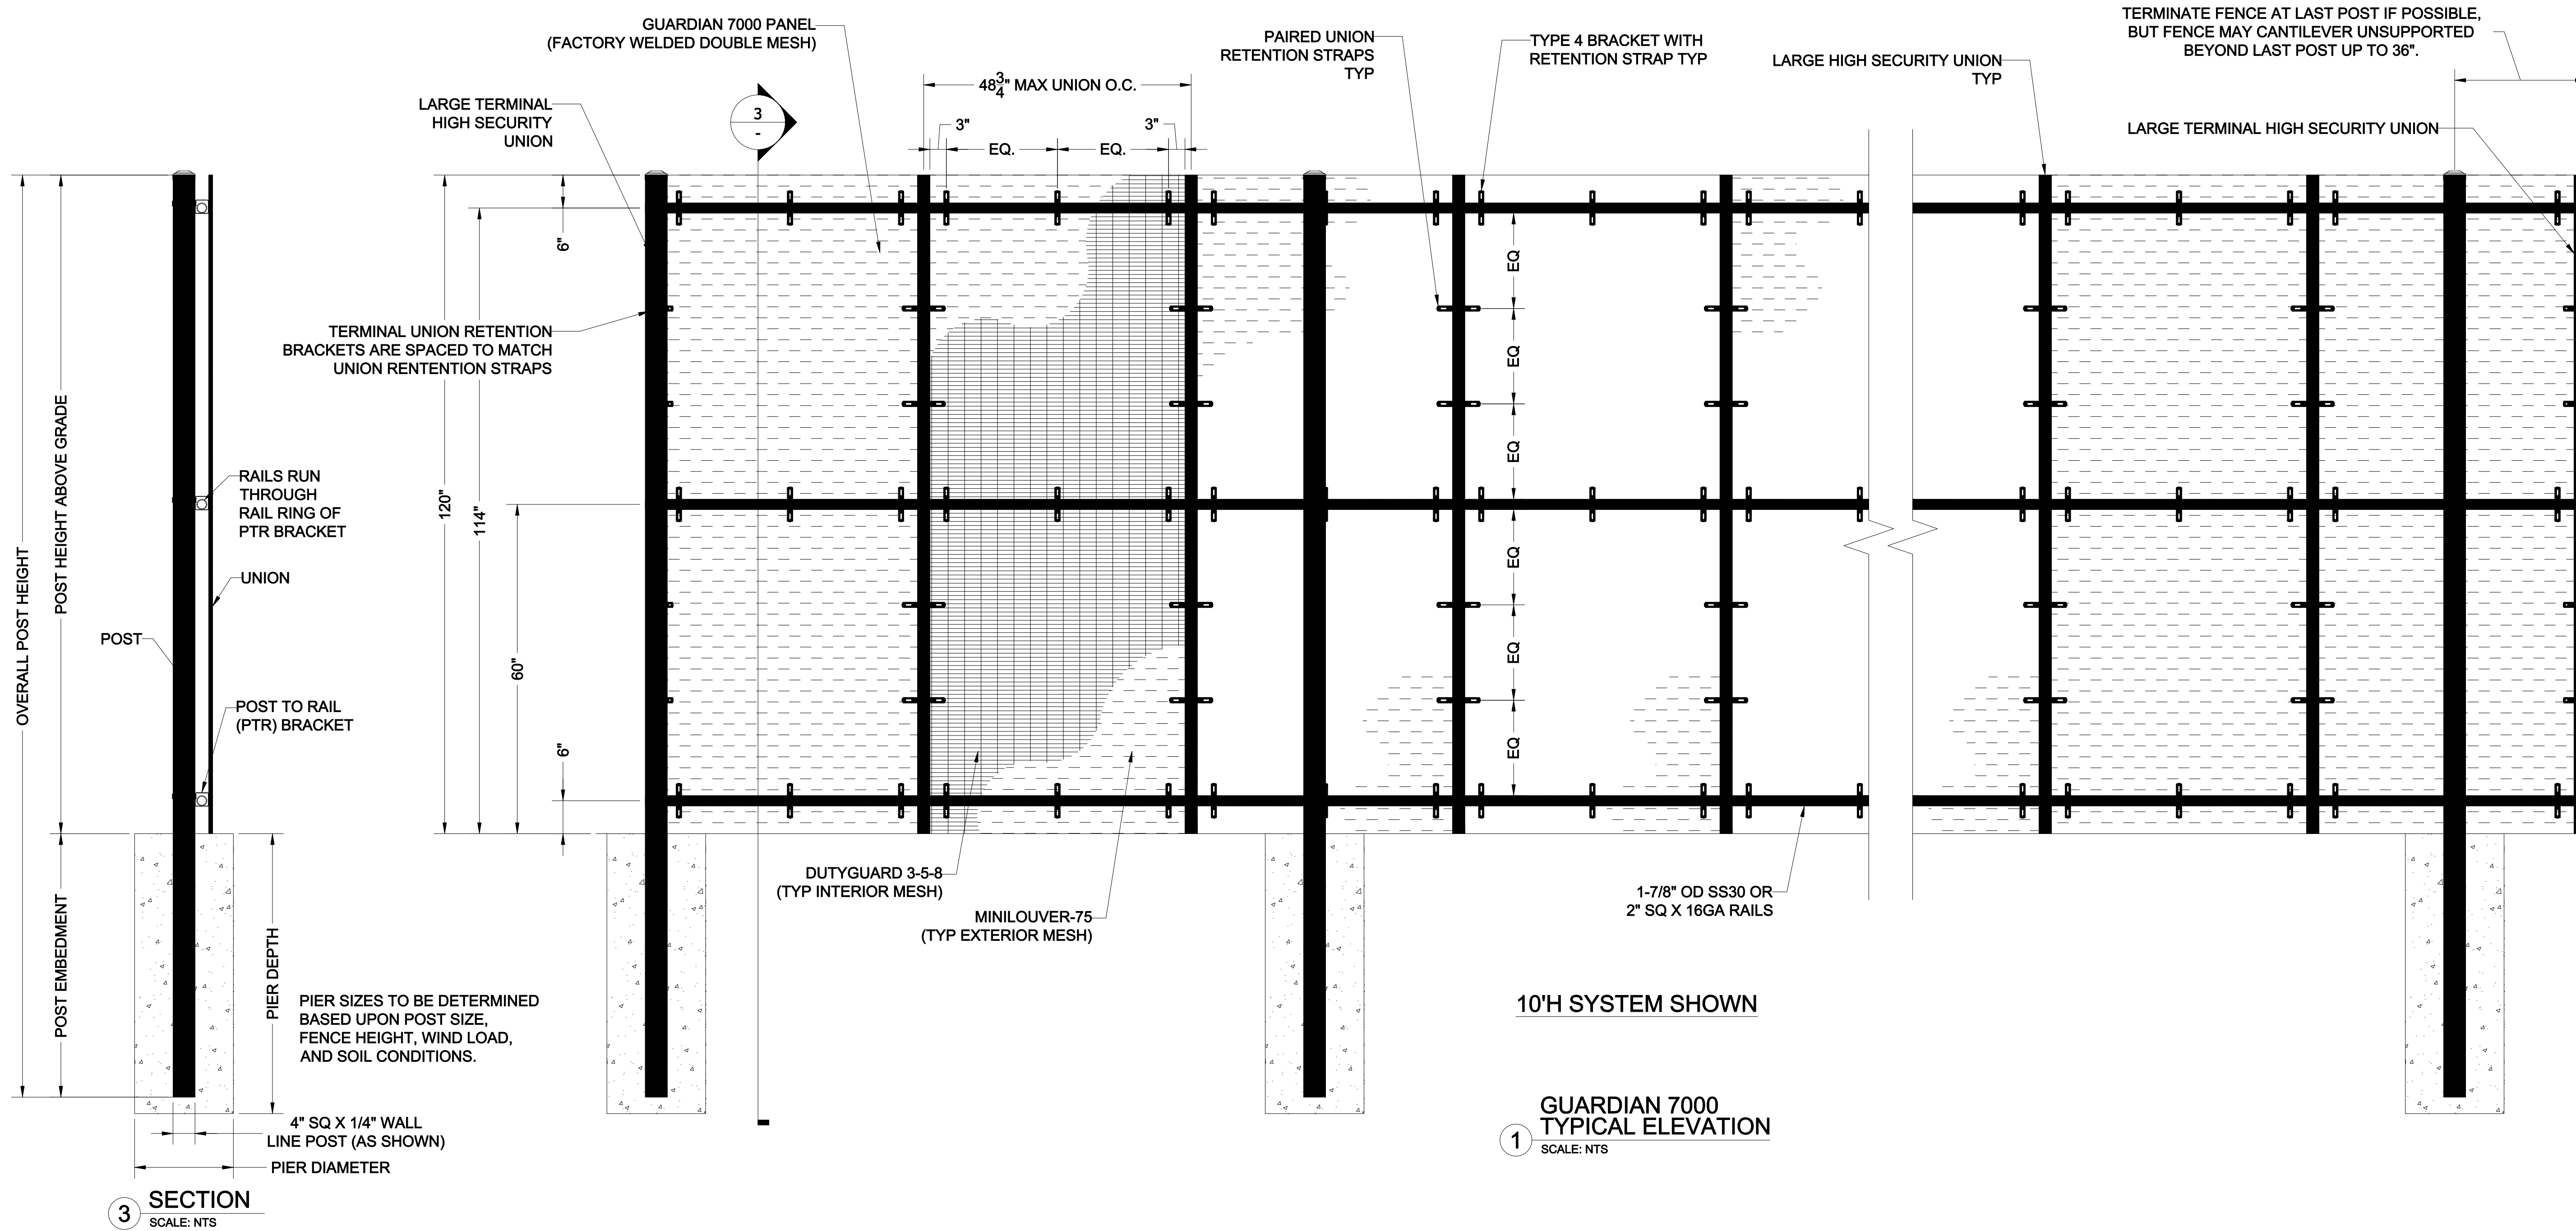 GUARDIAN 7000 PANEL
(FACTORY WELDED DOUBLE MESH)
LARGE TERMINAL
HIGH SECURITY
UNION
3
-
48 3/4" MAX UNION O.C.
3"
3"
EQ.
EQ.
PAIRED UNION
RETENTION STRAPS
TYP
TYPE 4 BRACKET WITH
RETENTION STRAP TYP
LARGE HIGH SECURITY UNION
TYP
TERMINATE FENCE AT LAST POST IF POSSIBLE,
BUT FENCE MAY CANTILEVER UNSUPPORTED
BEYOND LAST POST UP TO 36".
LARGE TERMINAL HIGH SECURITY UNION
OVERALL POST HEIGHT
POST HEIGHT ABOVE GRADE
POST EMBEDMENT
PIER DEPTH
RAILS RUN
THROUGH
RAIL RING OF
PTR BRACKET
UNION
POST
POST TO RAIL
(PTR) BRACKET
TERMINAL UNION RETENTION
BRACKETS ARE SPACED TO MATCH
UNION RENTENTION STRAPS
120"
114"
60"
6"
6"
EQ
EQ
EQ
EQ
EQ
EQ
DUTYGUARD 3-5-8
(TYP INTERIOR MESH)
MINILOUVER-75
(TYP EXTERIOR MESH)
1-7/8" OD SS30 OR
2" SQ X 16GA RAILS
PIER SIZES TO BE DETERMINED
BASED UPON POST SIZE,
FENCE HEIGHT, WIND LOAD,
AND SOIL CONDITIONS.
4" SQ X 1/4" WALL
LINE POST (AS SHOWN)
PIER DIAMETER
3 SECTION
SCALE: NTS
10'H SYSTEM SHOWN
GUARDIAN 7000
1 TYPICAL ELEVATION
SCALE: NTS